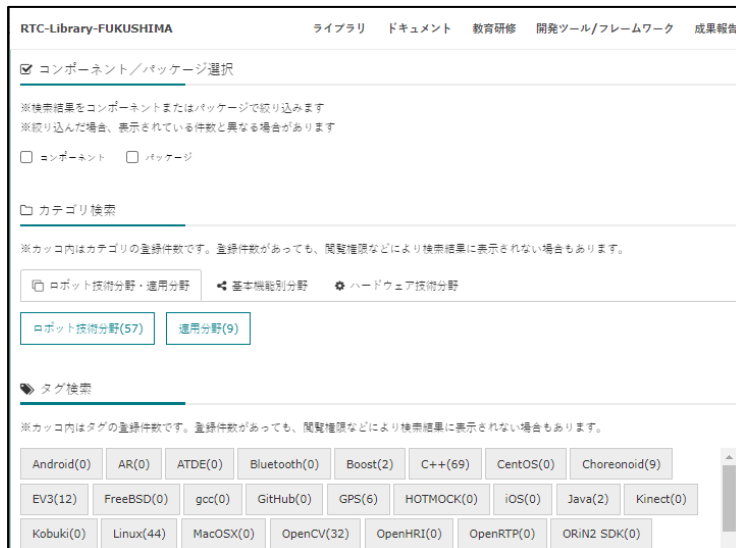 RTC-Library-FUKUSHIMA ライブラリ ドキュメント 教育研修 開発ツール/フレームワーク 成果報告
コンポーネント／パッケージ選択
※検索結果をコンポーネントまたはパッケージで絞り込みます
※絞り込んだ場合、表示されている件数と異なる場合があります
コンポーネント パッケージ
カテゴリ検索
※カッコ内はカテゴリの登録件数です。登録件数があっても、閲覧権限などにより検索結果に表示されない場合もあります。
ロボット技術分野・適用分野 基本機能別分野 ハードウェア技術分野
ロボット技術分野(57) 適用分野(9)
タグ検索
※カッコ内はタグの登録件数です。登録件数があっても、閲覧権限などにより検索結果に表示されない場合もあります。
Android(0) AR(0) ATDE(0) Bluetooth(0) Boost(2) C++(69) CentOS(0) Choreonoid(9)
EV3(12) FreeBSD(0) gcc(0) GitHub(0) GPS(6) HOTMOCK(0) iOS(0) Java(2) Kinect(0)
Kobuki(0) Linux(44) MacOSX(0) OpenCV(32) OpenHRI(0) OpenRTP(0) ORiN2 SDK(0)